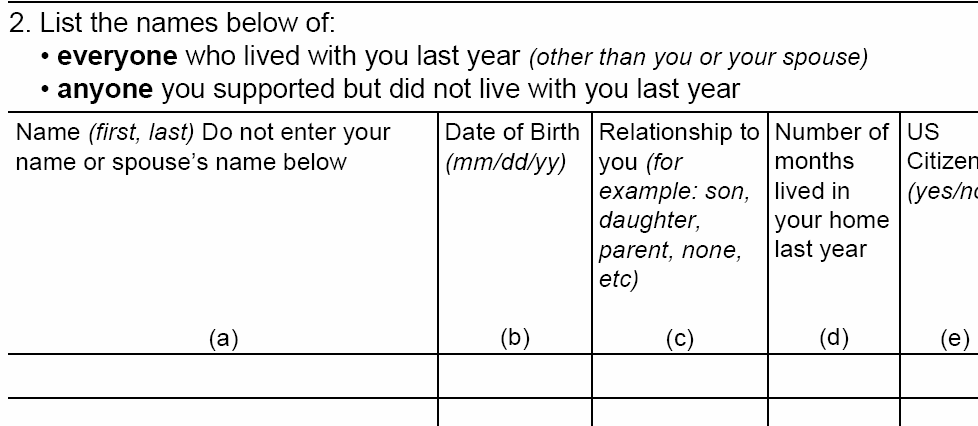 2. List the names below of:
• everyone who lived with you last year (other than you or your spouse)
• anyone you supported but did not live with you last year
Name (first, last) Do not enter your
name or spouse's name below
(a)
Date of Birth
(mm/dd/yy)
(b)
Relationship to
you (for
example: son,
daughter,
parent, none,
etc)
(c)
Number of
months
lived in
your home
last year
(d)
US
Citizen
(yes/no
(e)